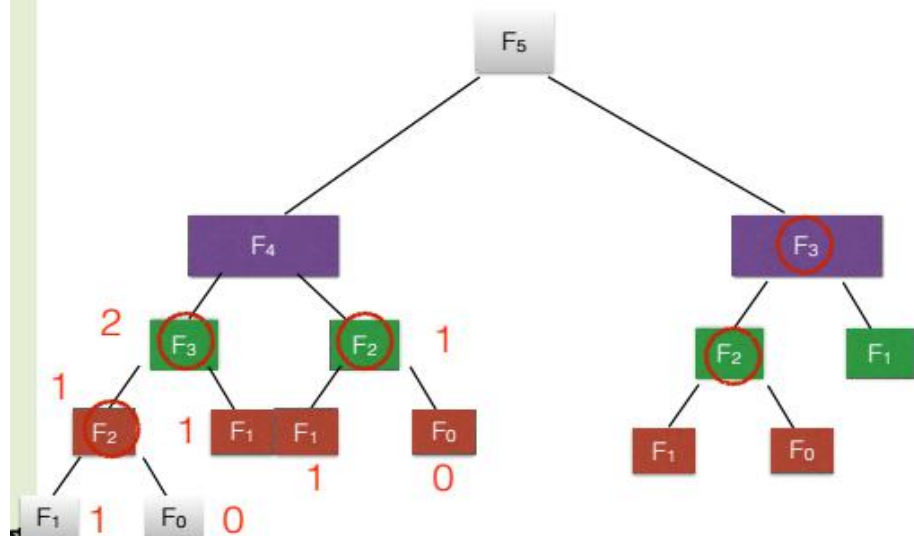 F₅
F₄ F₃
2 F₃ F₂ 1 F₂ F₁
1 F₂ 1 F₁ F₁ F₀ F₁ F₀
1 0
F₁ 1 F₀ 0